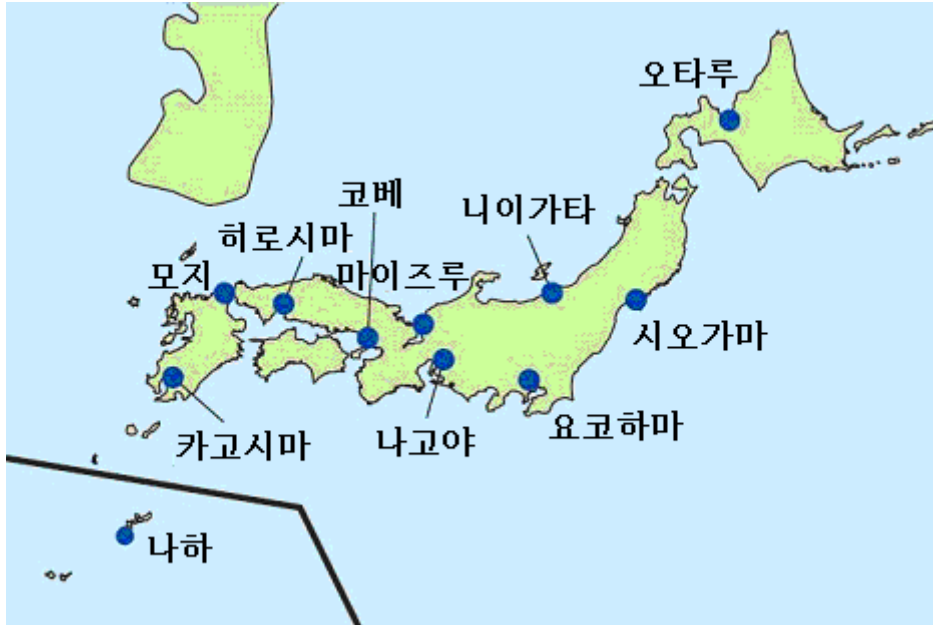 오타루
코베
니이가타
히로시마
모지
마이즈루
시오가마
카고시마
나고야
요코하마
나하